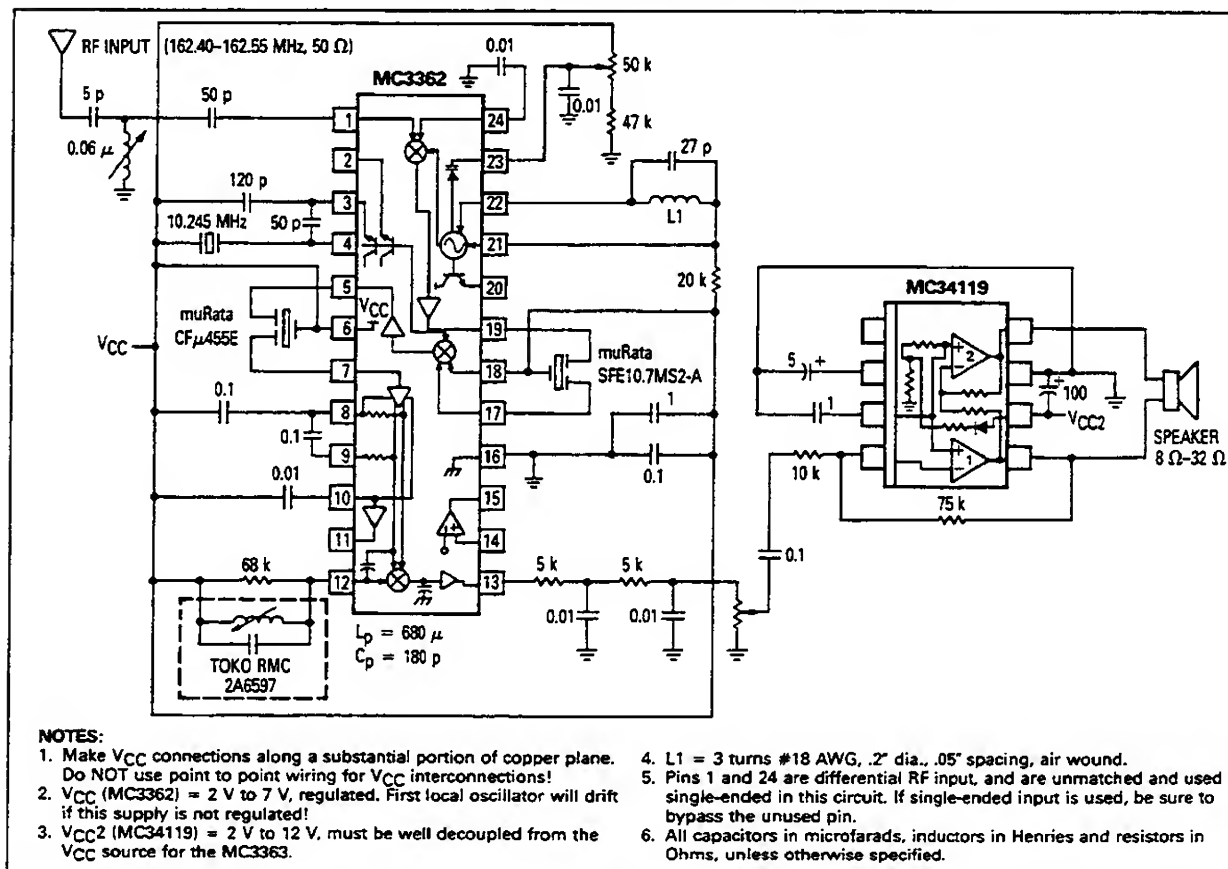 RF INPUT (162.40–162.55 MHz, 50 Ω)
5 p
50 p
0.06 μ
MC3362
0.01
50 k
0.01
47 k
27 p
L1
120 p
50 p
10.245 MHz
muRata
CFμ455E
VCC
VCC
20 k
muRata
SFE10.7MS2-A
0.1
0.1
0.01
1
0.1
68 k
TOKO RMC
2A6597
Lp = 680 μ
Cp = 180 p
1
2
3
4
5
6
7
8
9
10
11
12
24
23
22
21
20
19
18
17
16
15
14
13
5 k
5 k
0.01
0.01
0.1
10 k
75 k
MC34119
5
+
1
2
1
+
100
VCC2
SPEAKER
8 Ω–32 Ω
NOTES:
1. Make VCC connections along a substantial portion of copper plane.
Do NOT use point to point wiring for VCC interconnections!
2. VCC (MC3362) = 2 V to 7 V, regulated. First local oscillator will drift
if this supply is not regulated!
3. VCC2 (MC34119) = 2 V to 12 V, must be well decoupled from the
VCC source for the MC3363.
4. L1 = 3 turns #18 AWG, .2" dia., .05" spacing, air wound.
5. Pins 1 and 24 are differential RF input, and are unmatched and used
single-ended in this circuit. If single-ended input is used, be sure to
bypass the unused pin.
6. All capacitors in microfarads, inductors in Henries and resistors in
Ohms, unless otherwise specified.